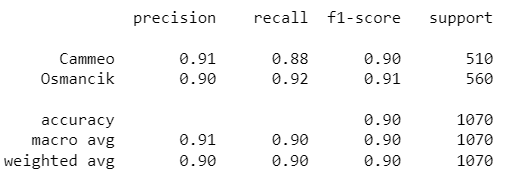 precision recall f1-score support
Cammeo 0.91 0.88 0.90 510
Osmancik 0.90 0.92 0.91 560
accuracy 0.90 1070
macro avg 0.91 0.90 0.90 1070
weighted avg 0.90 0.90 0.90 1070